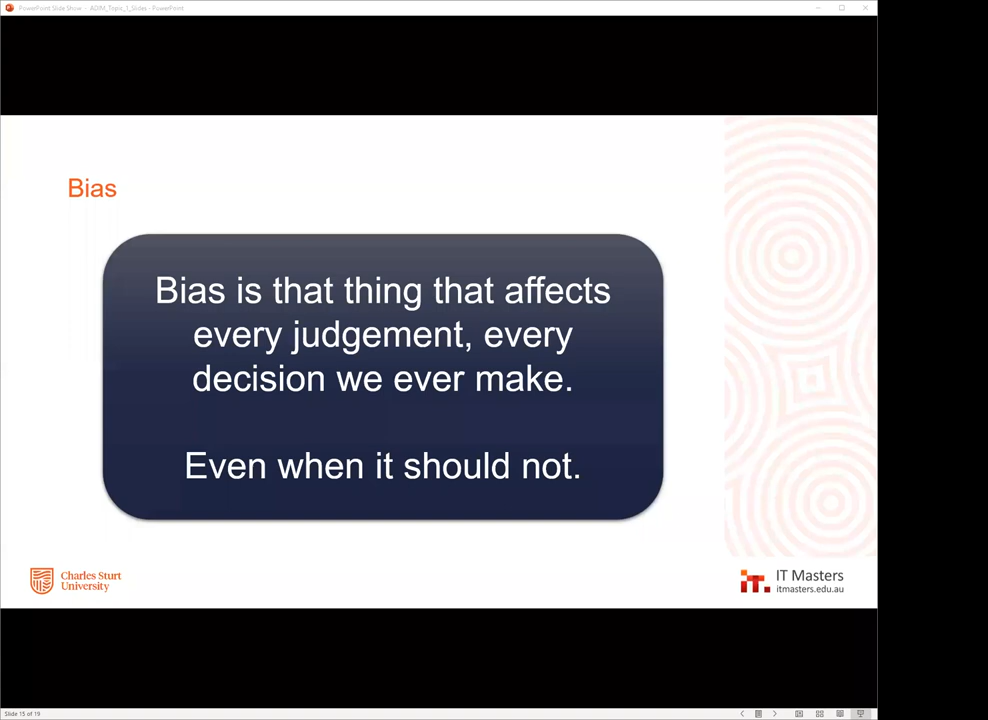 PowerPoint Slide Show - ADIM_Topic_1_Slides - PowerPoint
Bias
Bias is that thing that affects
every judgement, every
decision we ever make.
Even when it should not.
Charles Sturt
University
IT Masters
itmasters.edu.au
Slide 15 of 19